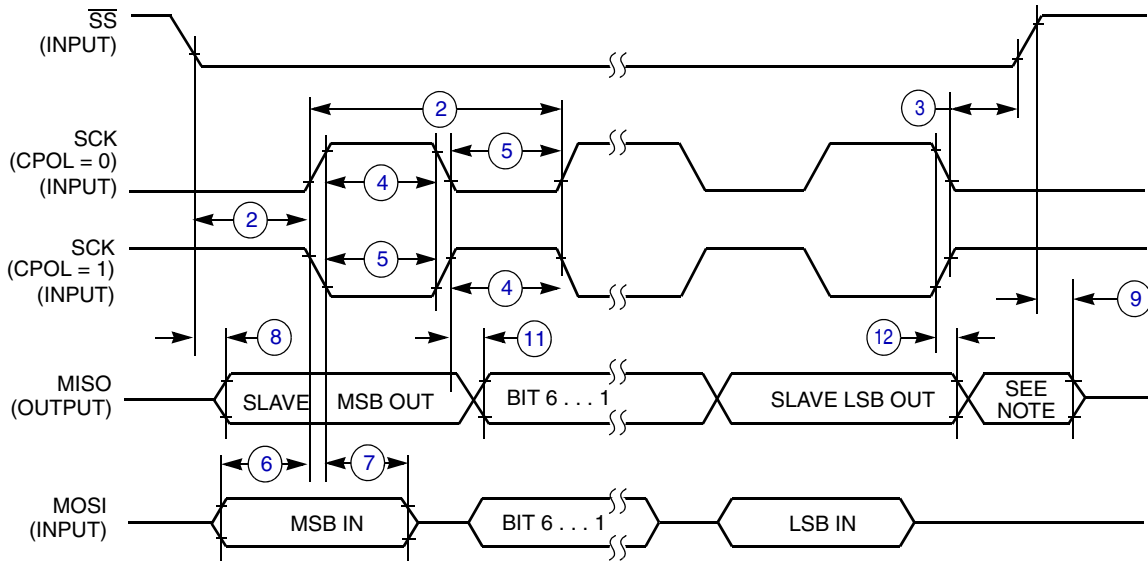 SS
(INPUT)
2
3
SCK
(CPOL = 0)
(INPUT)
5
4
2
SCK
(CPOL = 1)
(INPUT)
5
4
9
8
11
12
MISO
(OUTPUT)
SLAVE MSB OUT
BIT 6 . . . 1
SLAVE LSB OUT
SEE
NOTE
6
7
MOSI
(INPUT)
MSB IN
BIT 6 . . . 1
LSB IN